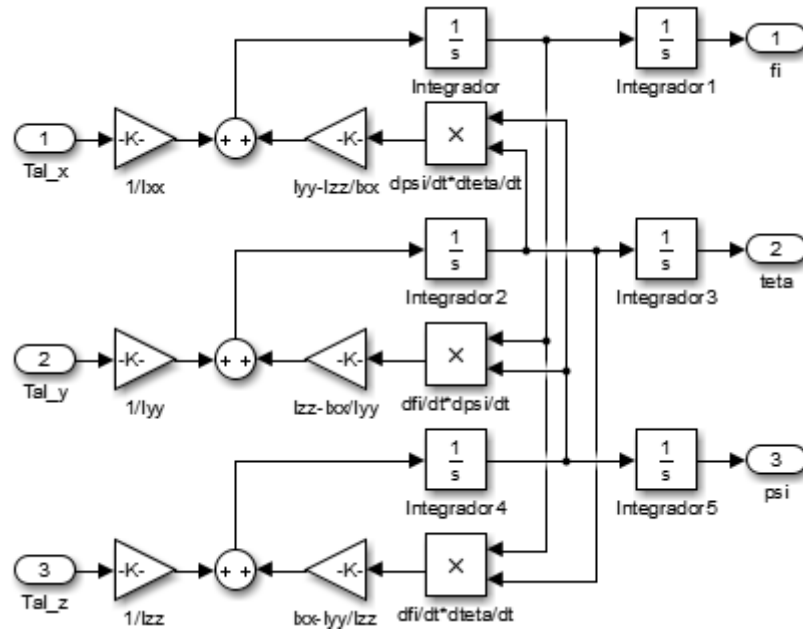 1
s
Integrador
1
s
Integrador1
1
fi
1
Tal_x
-K-
1/Ixx
+ +
-K-
Iyy-Izz/Ixx
×
dpsi/dt*dteta/dt
1
s
Integrador2
1
s
Integrador3
2
teta
2
Tal_y
-K-
1/Iyy
+ +
-K-
Izz-Ixx/Iyy
×
dfi/dt*dpsi/dt
1
s
Integrador4
1
s
Integrador5
3
psi
3
Tal_z
-K-
1/Izz
+ +
-K-
Ixx-Iyy/Izz
×
dfi/dt*dteta/dt